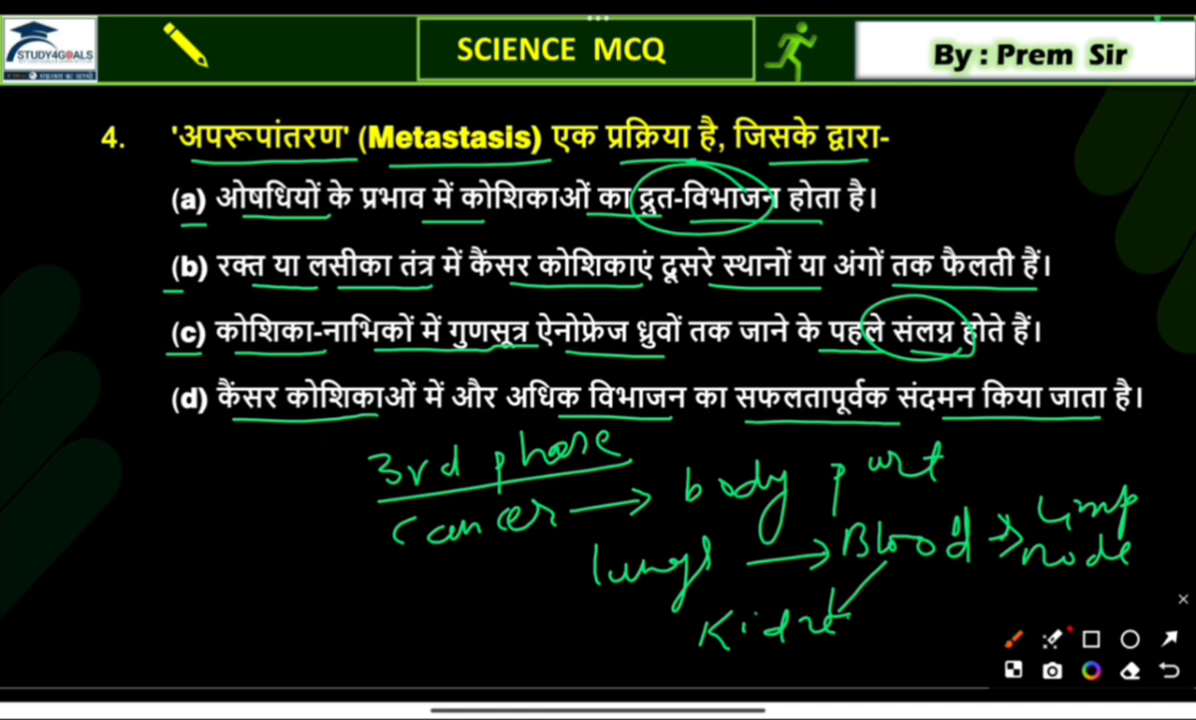 STUDY4GOALS
SCIENCE MCQ
By : Prem Sir
4. 'अपरूपांतरण' (Metastasis) एक प्रक्रिया है, जिसके द्वारा-
(a) ओषधियों के प्रभाव में कोशिकाओं का द्रुत-विभाजन होता है।
(b) रक्त या लसीका तंत्र में कैंसर कोशिकाएं दूसरे स्थानों या अंगों तक फैलती हैं।
(c) कोशिका-नाभिकों में गुणसूत्र ऐनोफ्रेज ध्रुवों तक जाने के पहले संलग्न होते हैं।
(d) कैंसर कोशिकाओं में और अधिक विभाजन का सफलतापूर्वक संदमन किया जाता है।
3rd phase
Cancer → body part
lungs → Blood → Limp node